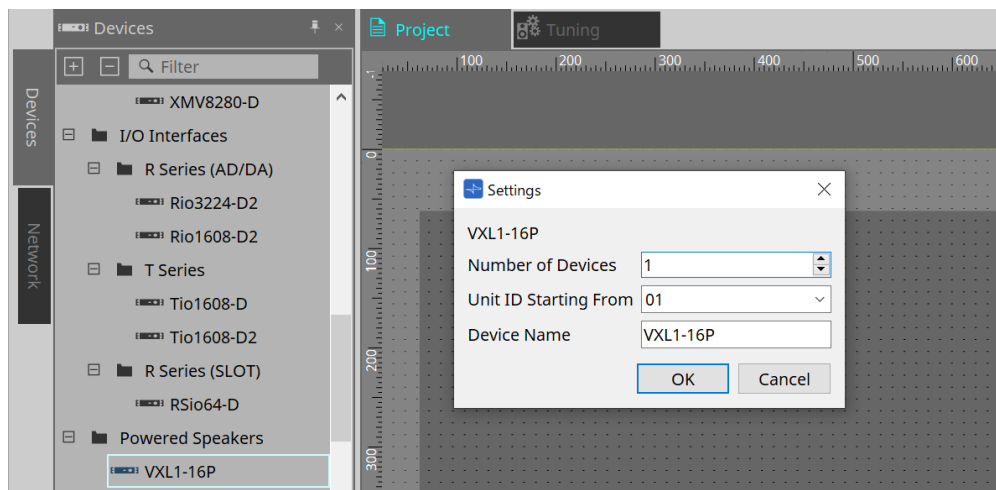 Devices
Filter
Devices
Network
XMV8280-D
I/O Interfaces
R Series (AD/DA)
Rio3224-D2
Rio1608-D2
T Series
Tio1608-D
Tio1608-D2
R Series (SLOT)
RSio64-D
Powered Speakers
VXL1-16P
Project
Tuning
100 200 300 400 500 600
0
100
200
300
Settings
VXL1-16P
Number of Devices 1
Unit ID Starting From 01
Device Name VXL1-16P
OK Cancel